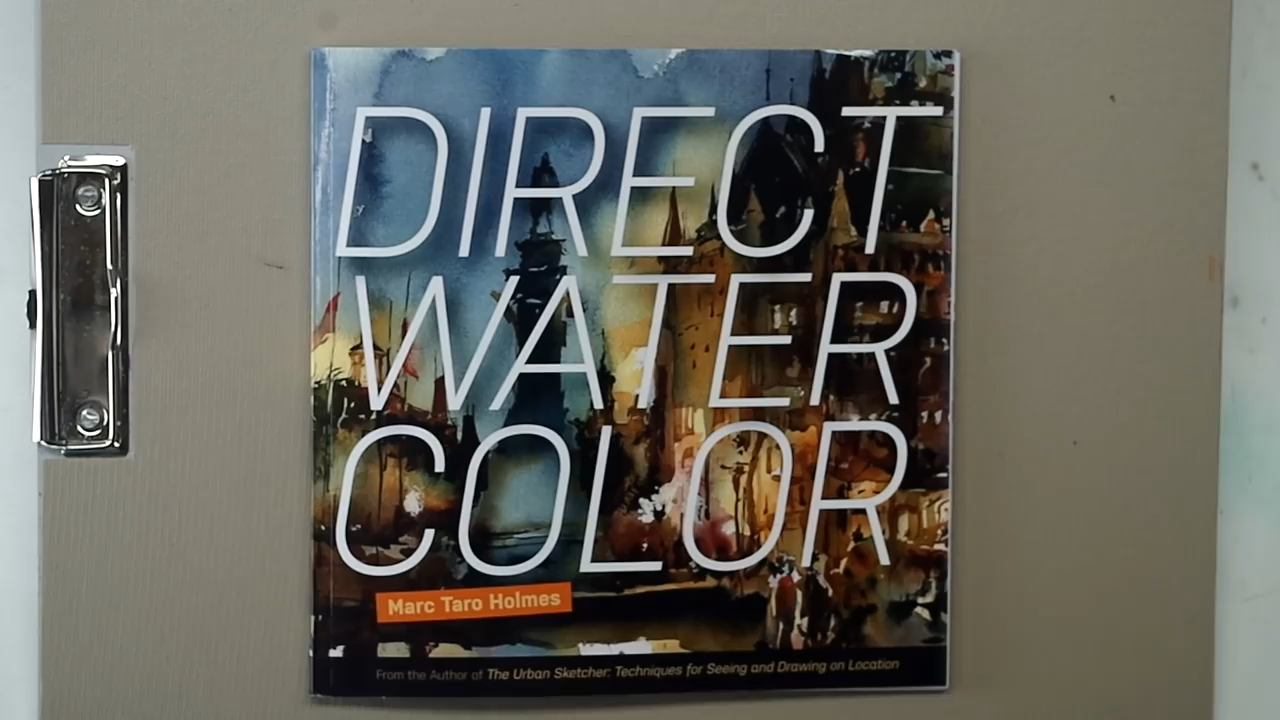 DIRECT
WATER
COLOR
Marc Taro Holmes
From the Author of The Urban Sketcher: Techniques for Seeing and Drawing on Location